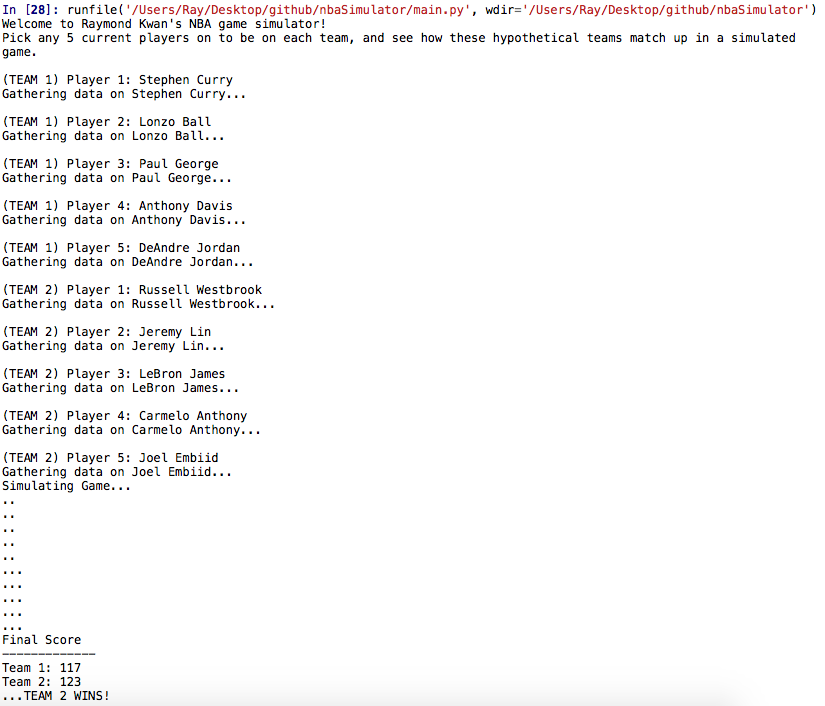 In [28]: runfile('/Users/Ray/Desktop/github/nbaSimulator/main.py', wdir='/Users/Ray/Desktop/github/nbaSimulator')
Welcome to Raymond Kwan's NBA game simulator!
Pick any 5 current players on to be on each team, and see how these hypothetical teams match up in a simulated
game.
(TEAM 1) Player 1: Stephen Curry
Gathering data on Stephen Curry...
(TEAM 1) Player 2: Lonzo Ball
Gathering data on Lonzo Ball...
(TEAM 1) Player 3: Paul George
Gathering data on Paul George...
(TEAM 1) Player 4: Anthony Davis
Gathering data on Anthony Davis...
(TEAM 1) Player 5: DeAndre Jordan
Gathering data on DeAndre Jordan...
(TEAM 2) Player 1: Russell Westbrook
Gathering data on Russell Westbrook...
(TEAM 2) Player 2: Jeremy Lin
Gathering data on Jeremy Lin...
(TEAM 2) Player 3: LeBron James
Gathering data on LeBron James...
(TEAM 2) Player 4: Carmelo Anthony
Gathering data on Carmelo Anthony...
(TEAM 2) Player 5: Joel Embiid
Gathering data on Joel Embiid...
Simulating Game...
..
..
..
..
..
...
...
...
...
...
Final Score
-------------
Team 1: 117
Team 2: 123
...TEAM 2 WINS!